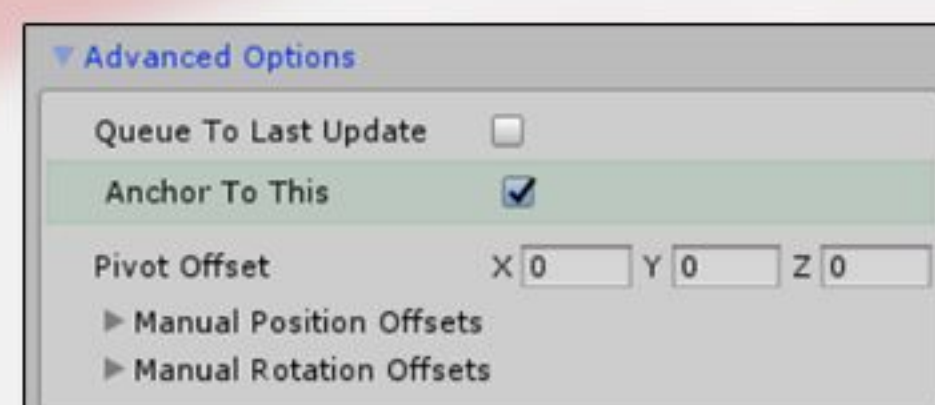 Advanced Options
Queue To Last Update
Anchor To This
Pivot Offset X 0 Y 0 Z 0
Manual Position Offsets
Manual Rotation Offsets